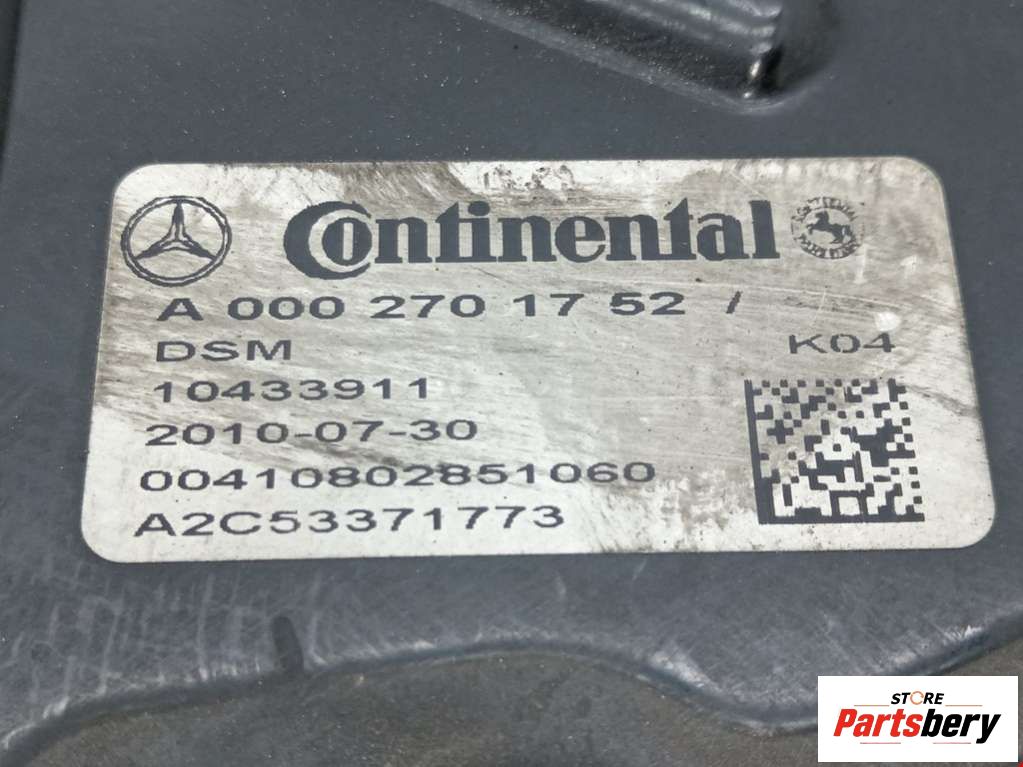 Continental
A 000 270 17 52 /
DSM
K04
10433911
2010-07-30
00410802851060
A2C53371773
STORE
Partsbery